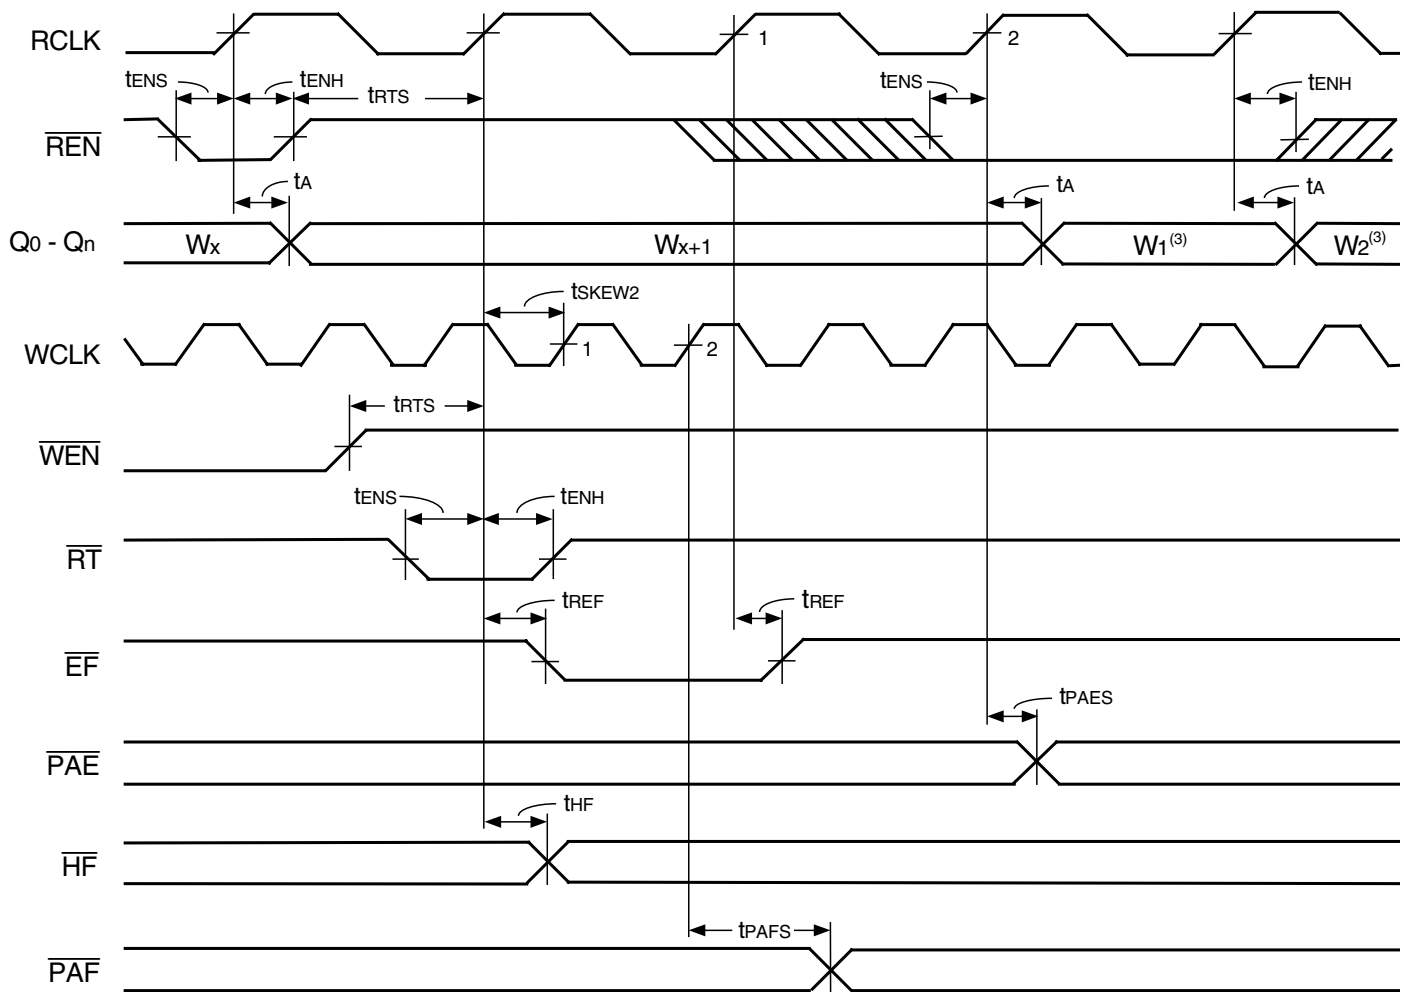 RCLK
1
2
tENS
tENH
tRTS
tENS
tENH
REN
tA
tA
tA
Q0 - Qn
Wx
Wx+1
W1(3)
W2(3)
tSKEW2
WCLK
1
2
tRTS
WEN
tENS
tENH
RT
tREF
tREF
EF
tPAES
PAE
tHF
HF
tPAFS
PAF